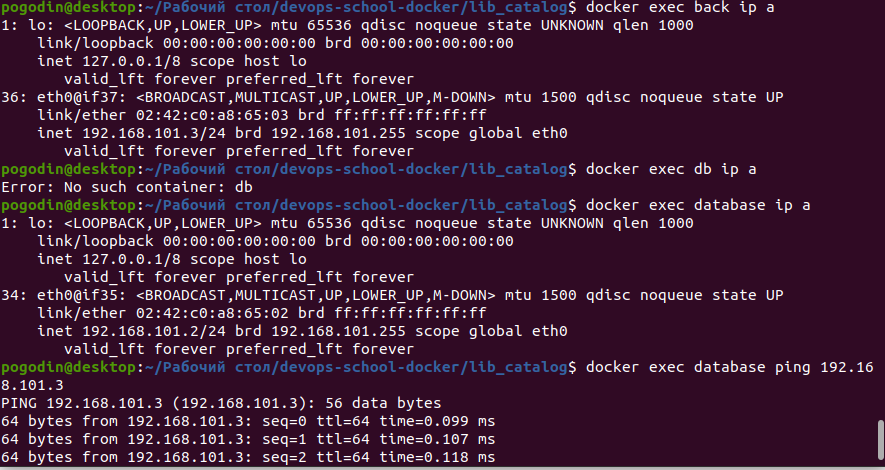 pogodin@desktop:~/Рабочий стол/devops-school-docker/lib_catalog$ docker exec back ip a
1: lo: <LOOPBACK,UP,LOWER_UP> mtu 65536 qdisc noqueue state UNKNOWN qlen 1000
    link/loopback 00:00:00:00:00:00 brd 00:00:00:00:00:00
    inet 127.0.0.1/8 scope host lo
       valid_lft forever preferred_lft forever
36: eth0@if37: <BROADCAST,MULTICAST,UP,LOWER_UP,M-DOWN> mtu 1500 qdisc noqueue state UP
    link/ether 02:42:c0:a8:65:03 brd ff:ff:ff:ff:ff:ff
    inet 192.168.101.3/24 brd 192.168.101.255 scope global eth0
       valid_lft forever preferred_lft forever
pogodin@desktop:~/Рабочий стол/devops-school-docker/lib_catalog$ docker exec db ip a
Error: No such container: db
pogodin@desktop:~/Рабочий стол/devops-school-docker/lib_catalog$ docker exec database ip a
1: lo: <LOOPBACK,UP,LOWER_UP> mtu 65536 qdisc noqueue state UNKNOWN qlen 1000
    link/loopback 00:00:00:00:00:00 brd 00:00:00:00:00:00
    inet 127.0.0.1/8 scope host lo
       valid_lft forever preferred_lft forever
34: eth0@if35: <BROADCAST,MULTICAST,UP,LOWER_UP,M-DOWN> mtu 1500 qdisc noqueue state UP
    link/ether 02:42:c0:a8:65:02 brd ff:ff:ff:ff:ff:ff
    inet 192.168.101.2/24 brd 192.168.101.255 scope global eth0
       valid_lft forever preferred_lft forever
pogodin@desktop:~/Рабочий стол/devops-school-docker/lib_catalog$ docker exec database ping 192.16
8.101.3
PING 192.168.101.3 (192.168.101.3): 56 data bytes
64 bytes from 192.168.101.3: seq=0 ttl=64 time=0.099 ms
64 bytes from 192.168.101.3: seq=1 ttl=64 time=0.107 ms
64 bytes from 192.168.101.3: seq=2 ttl=64 time=0.118 ms